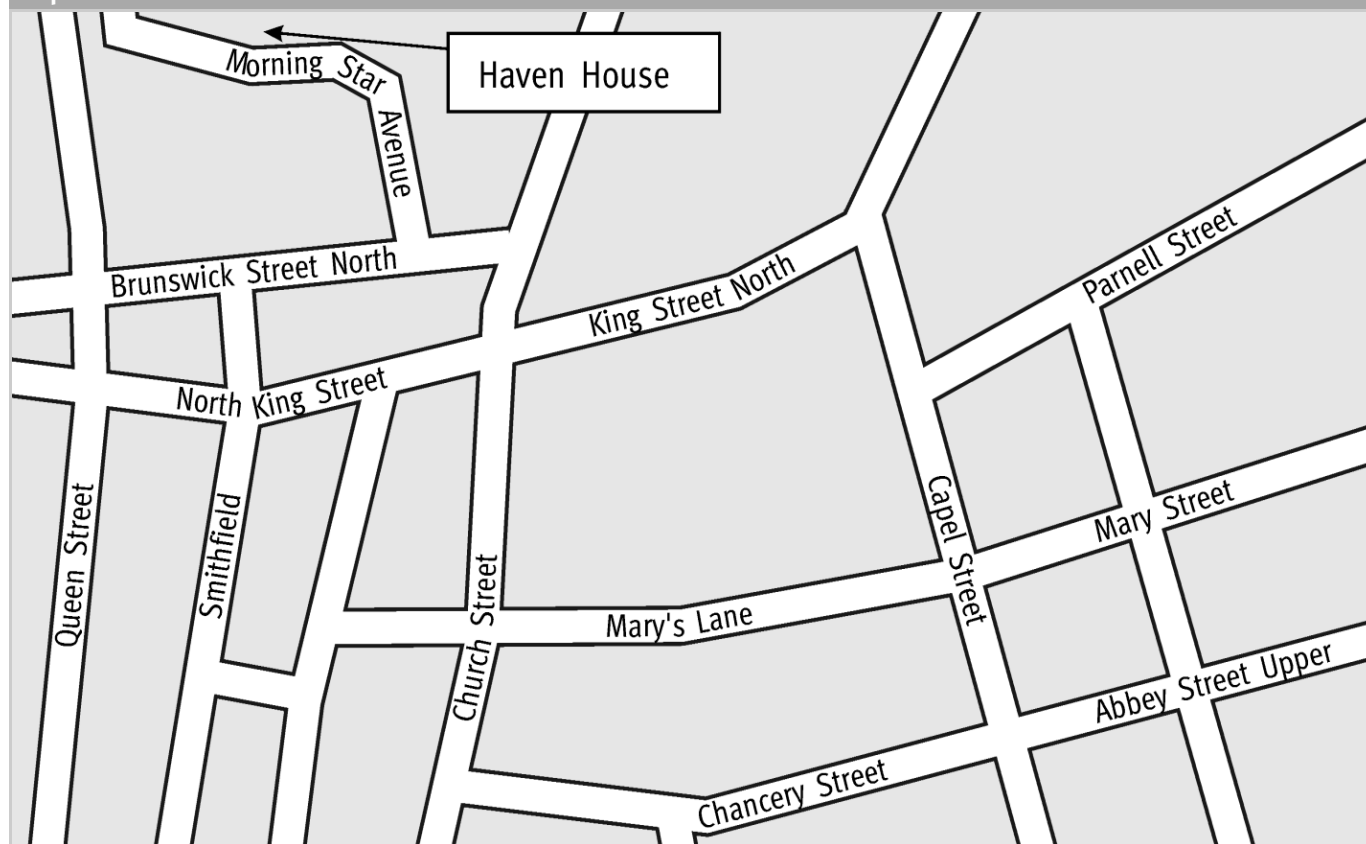 Morning Star Avenue
Haven House
Brunswick Street North
King Street North
Parnell Street
North King Street
Queen Street
Smithfield
Church Street
Capel Street
Mary Street
Mary's Lane
Abbey Street Upper
Chancery Street